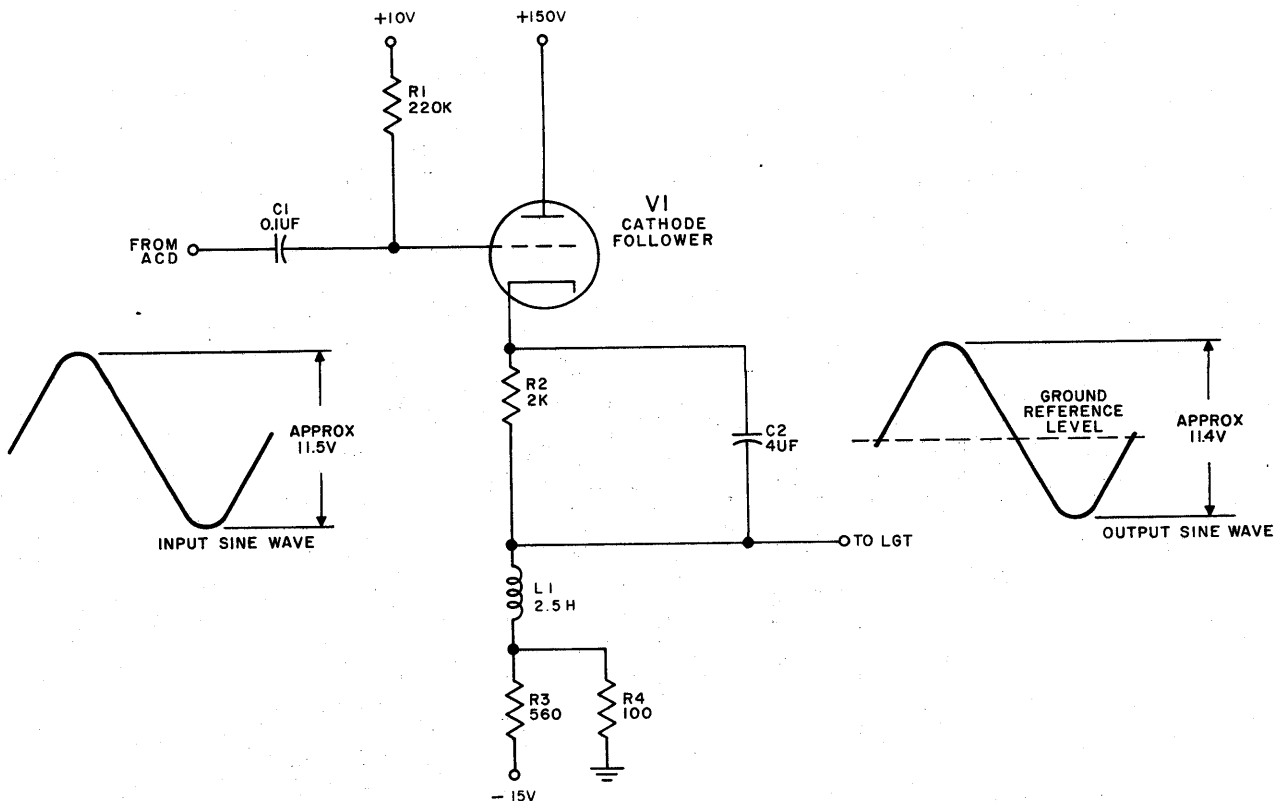 +10V
+150V
R1
220K
V1
CATHODE
FOLLOWER
C1
0.1UF
FROM
ACD
R2
2K
C2
4UF
GROUND
REFERENCE
LEVEL
APPROX
11.5V
APPROX
11.4V
INPUT SINE WAVE
TO LGT
OUTPUT SINE WAVE
L1
2.5H
R3
560
R4
100
-15V